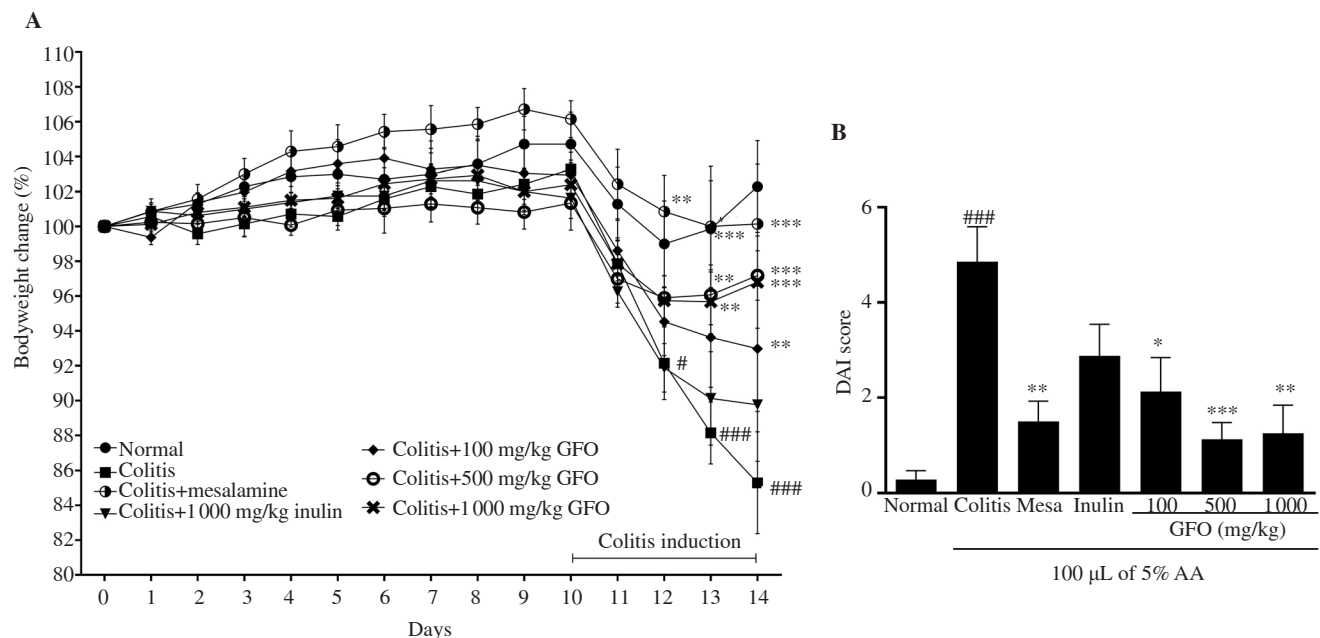 A
110
108
106
104
102
100
98
96
94
92
90
88
86
84
82
80
Bodyweight change (%)
**
***
***
**
**
***
***
**
#
###
###
Normal
Colitis
Colitis+mesalamine
Colitis+1 000 mg/kg inulin
Colitis+100 mg/kg GFO
Colitis+500 mg/kg GFO
Colitis+1 000 mg/kg GFO
Colitis induction
0 1 2 3 4 5 6 7 8 9 10 11 12 13 14
Days
B
6
4
2
0
DAI score
###
**
*
***
**
Normal Colitis Mesa Inulin 100 500 1000
GFO (mg/kg)
100 μL of 5% AA